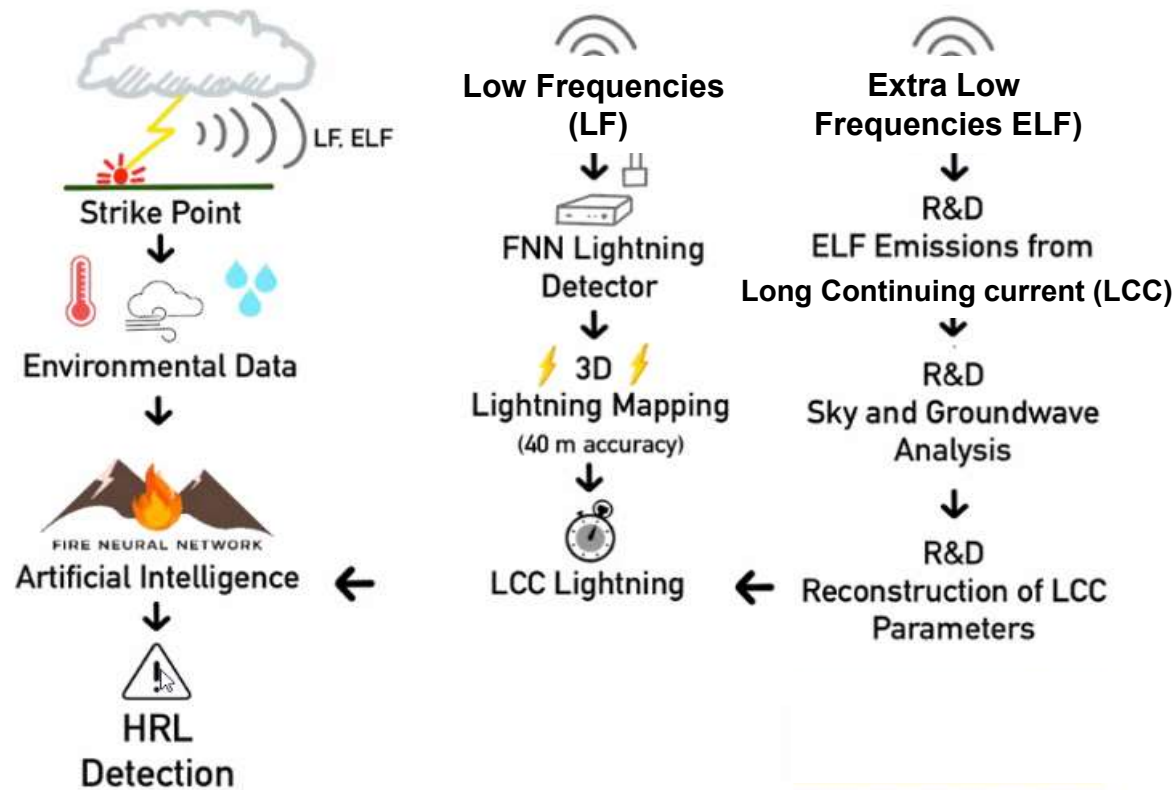 LF, ELF
Strike Point
Environmental Data
FIRE NEURAL NETWORK
Artificial Intelligence
HRL
Detection
Low Frequencies
(LF)
FNN Lightning
Detector
3D
Lightning Mapping
(40 m accuracy)
LCC Lightning
Extra Low
Frequencies ELF)
R&D
ELF Emissions from
Long Continuing current (LCC)
R&D
Sky and Groundwave
Analysis
R&D
Reconstruction of LCC
Parameters